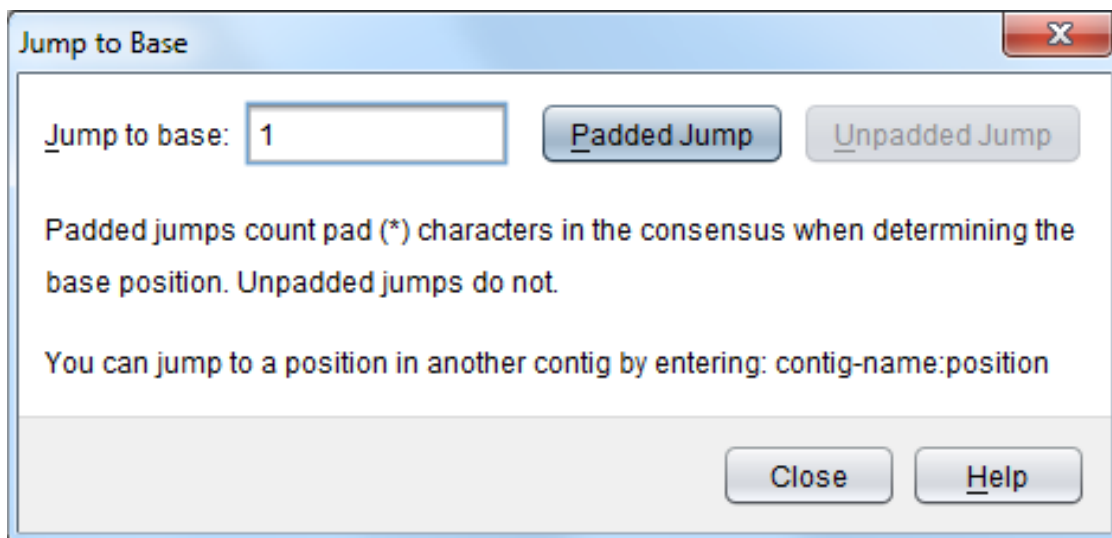 Jump to Base
Jump to base: 1 Padded Jump Unpadded Jump
Padded jumps count pad (*) characters in the consensus when determining the
base position. Unpadded jumps do not.
You can jump to a position in another contig by entering: contig-name:position
Close Help